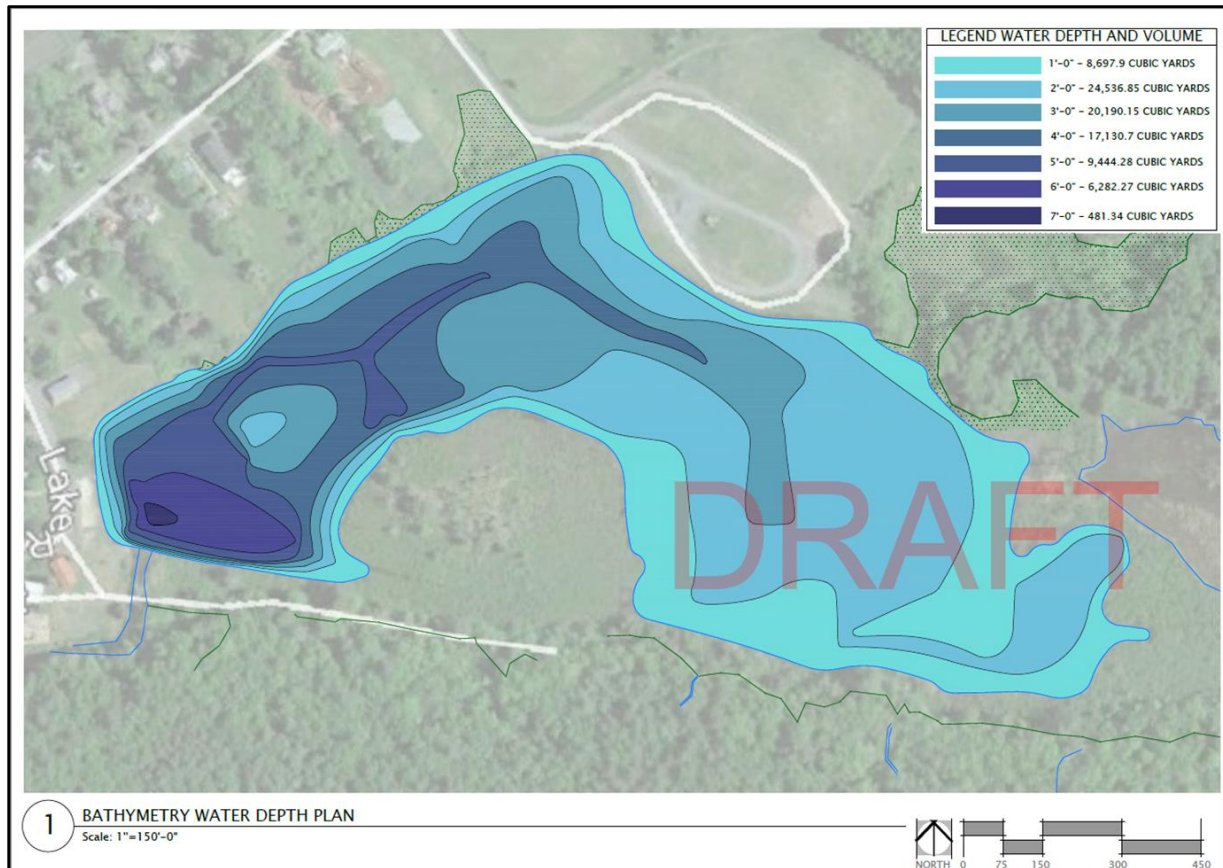 LEGEND WATER DEPTH AND VOLUME
1'-0" - 8,697.9 CUBIC YARDS
2'-0" - 24,536.85 CUBIC YARDS
3'-0" - 20,190.15 CUBIC YARDS
4'-0" - 17,130.7 CUBIC YARDS
5'-0" - 9,444.28 CUBIC YARDS
6'-0" - 6,282.27 CUBIC YARDS
7'-0" - 481.34 CUBIC YARDS
Lake
DRAFT
1
BATHYMETRY WATER DEPTH PLAN
Scale: 1"=150'-0"
NORTH
0 75 150 300 450